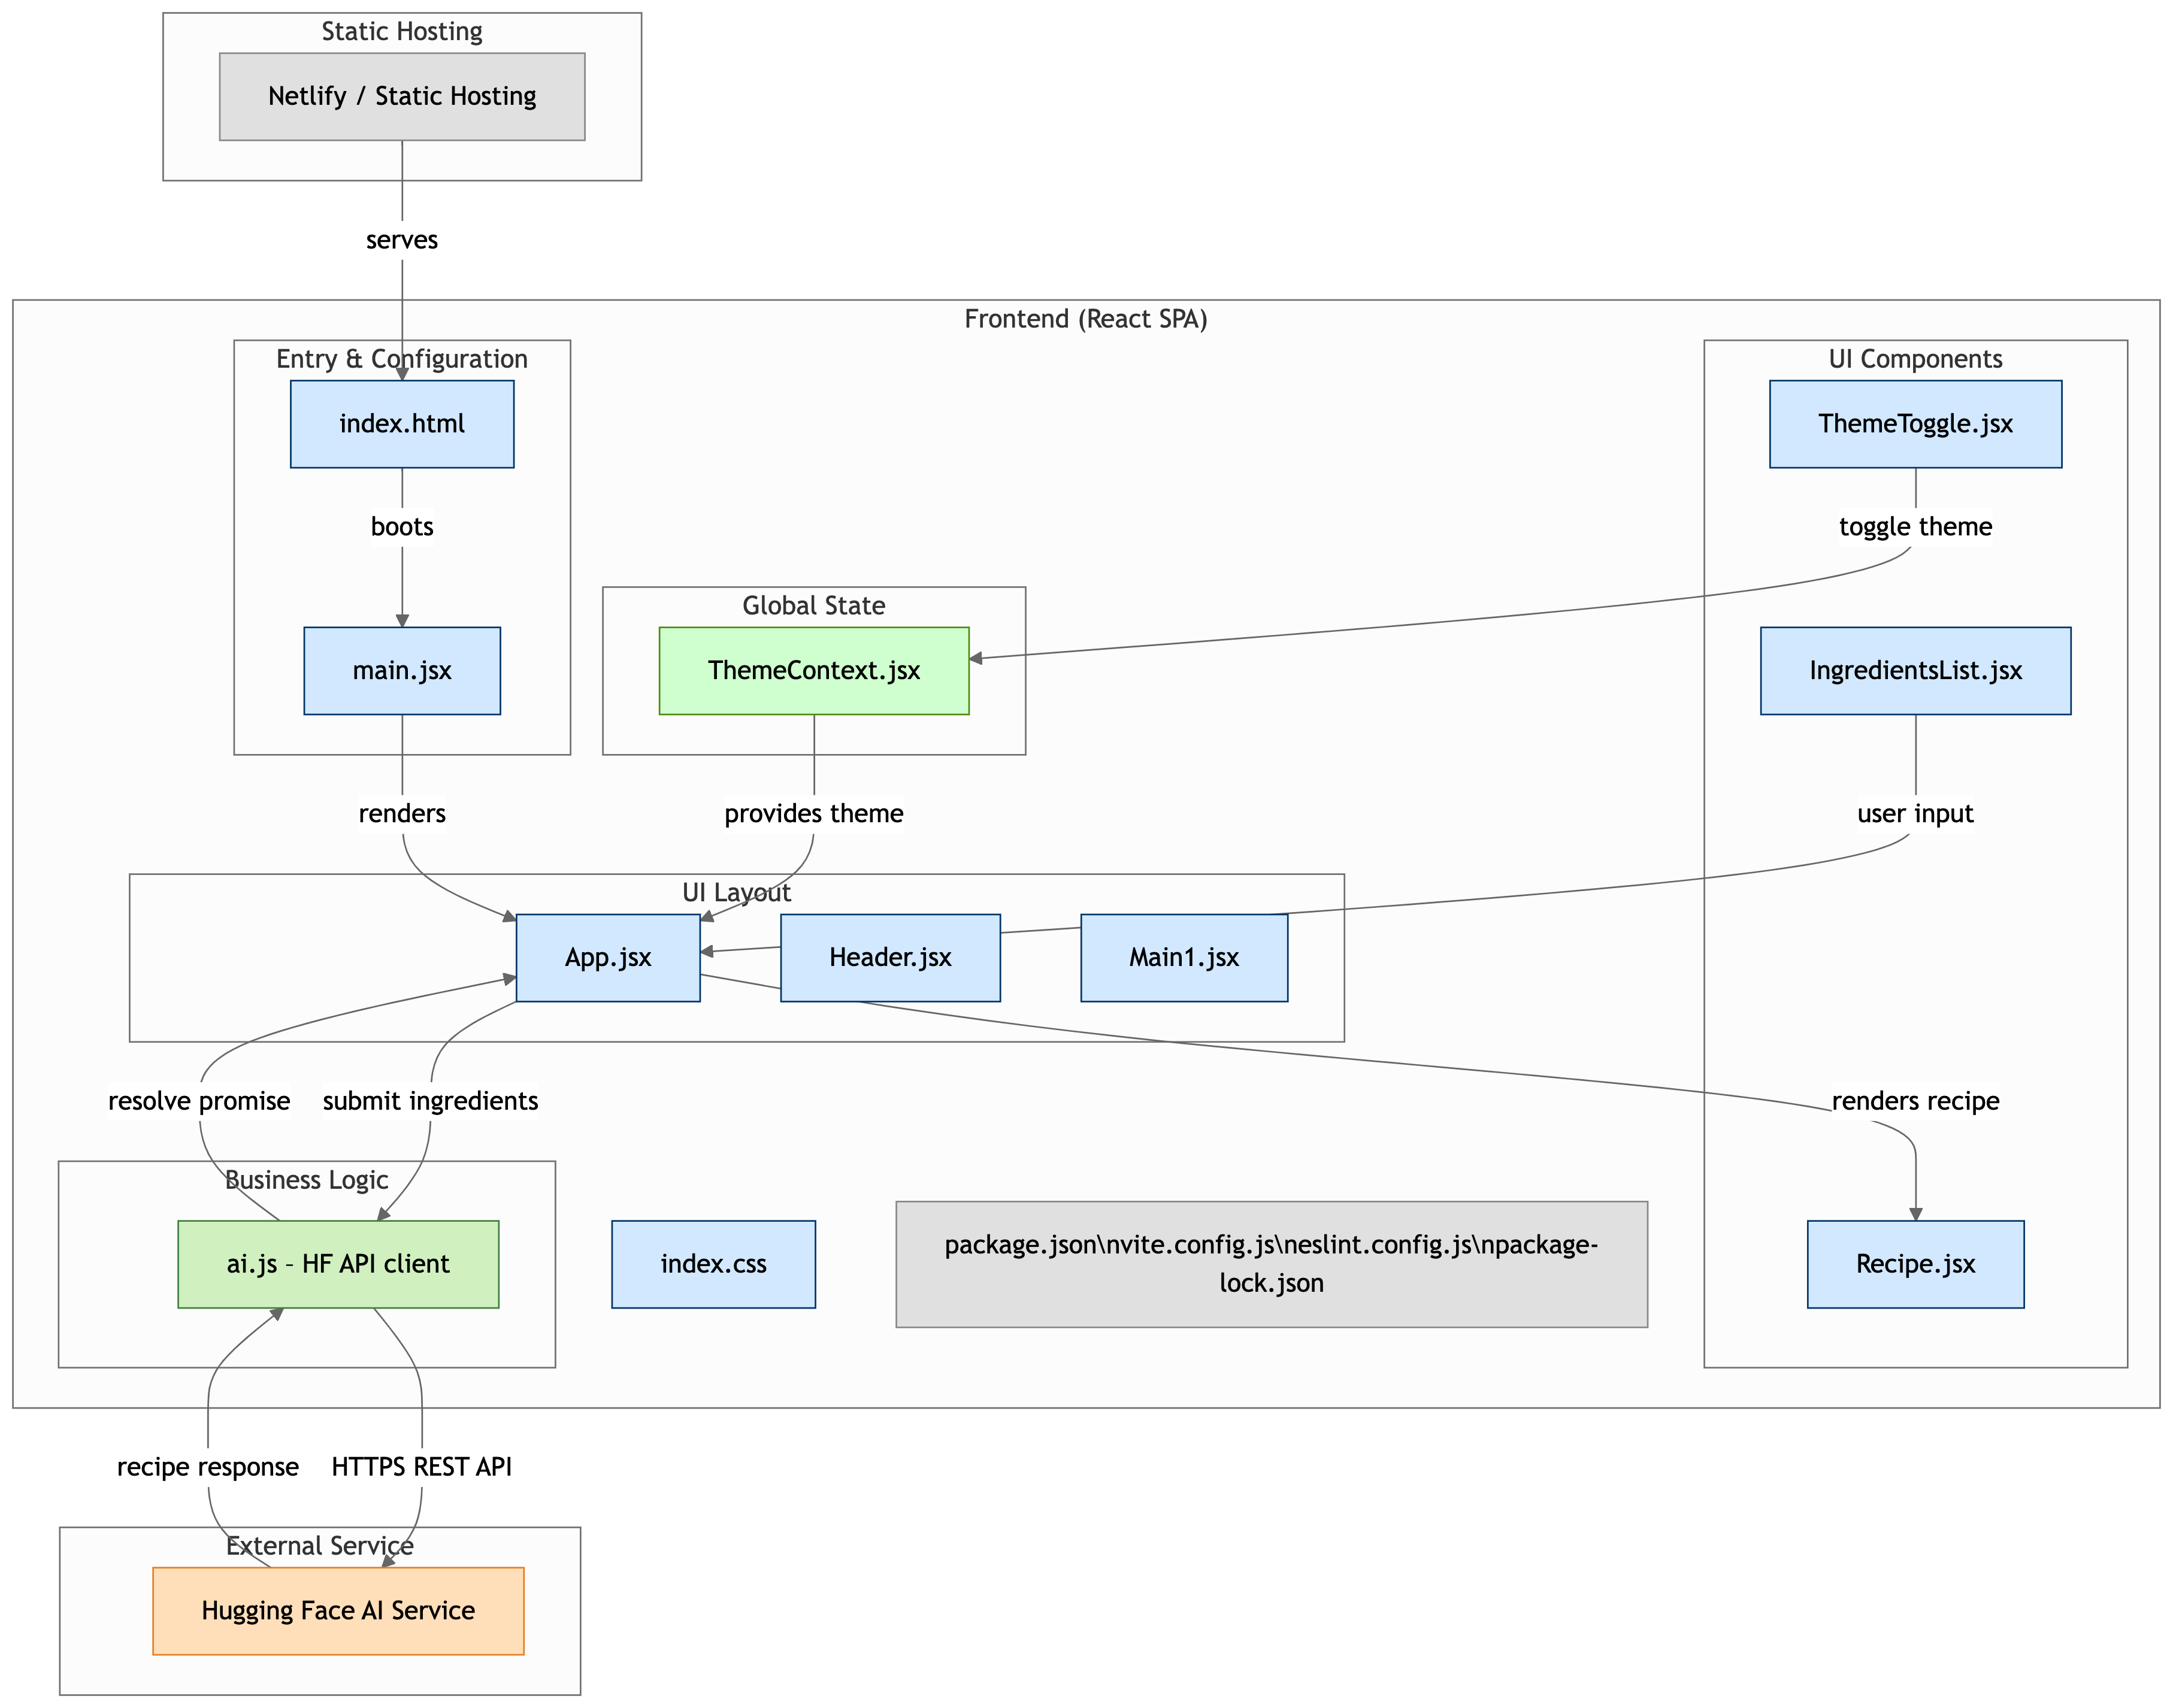 Static Hosting
Netlify / Static Hosting
serves
Frontend (React SPA)
Entry & Configuration
UI Components
index.html
ThemeToggle.jsx
boots
toggle theme
Global State
main.jsx
ThemeContext.jsx
IngredientsList.jsx
renders
provides theme
user input
UI Layout
App.jsx
Header.jsx
Main1.jsx
resolve promise
submit ingredients
renders recipe
Business Logic
ai.js – HF API client
index.css
package.json\nvite.config.js\neslint.config.js\npackage-
lock.json
Recipe.jsx
recipe response
HTTPS REST API
External Service
Hugging Face AI Service